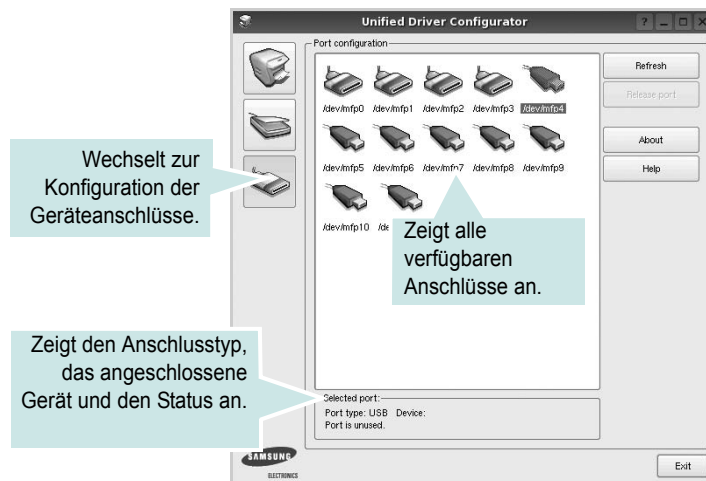 Unified Driver Configurator
Port configuration
/dev/mfp0 /dev/mfp1 /dev/mfp2 /dev/mfp3 /dev/mfp4
/dev/mfp5 /dev/mfp6 /dev/mfp7 /dev/mfp8 /dev/mfp9
/dev/mfp10 /de
Refresh
Release port
About
Help
Wechselt zur
Konfiguration der
Geräteanschlüsse.
Zeigt alle
verfügbaren
Anschlüsse an.
Zeigt den Anschlusstyp,
das angeschlossene
Gerät und den Status an.
Selected port:
Port type: USB Device:
Port is unused.
SAMSUNG
ELECTRONICS
Exit